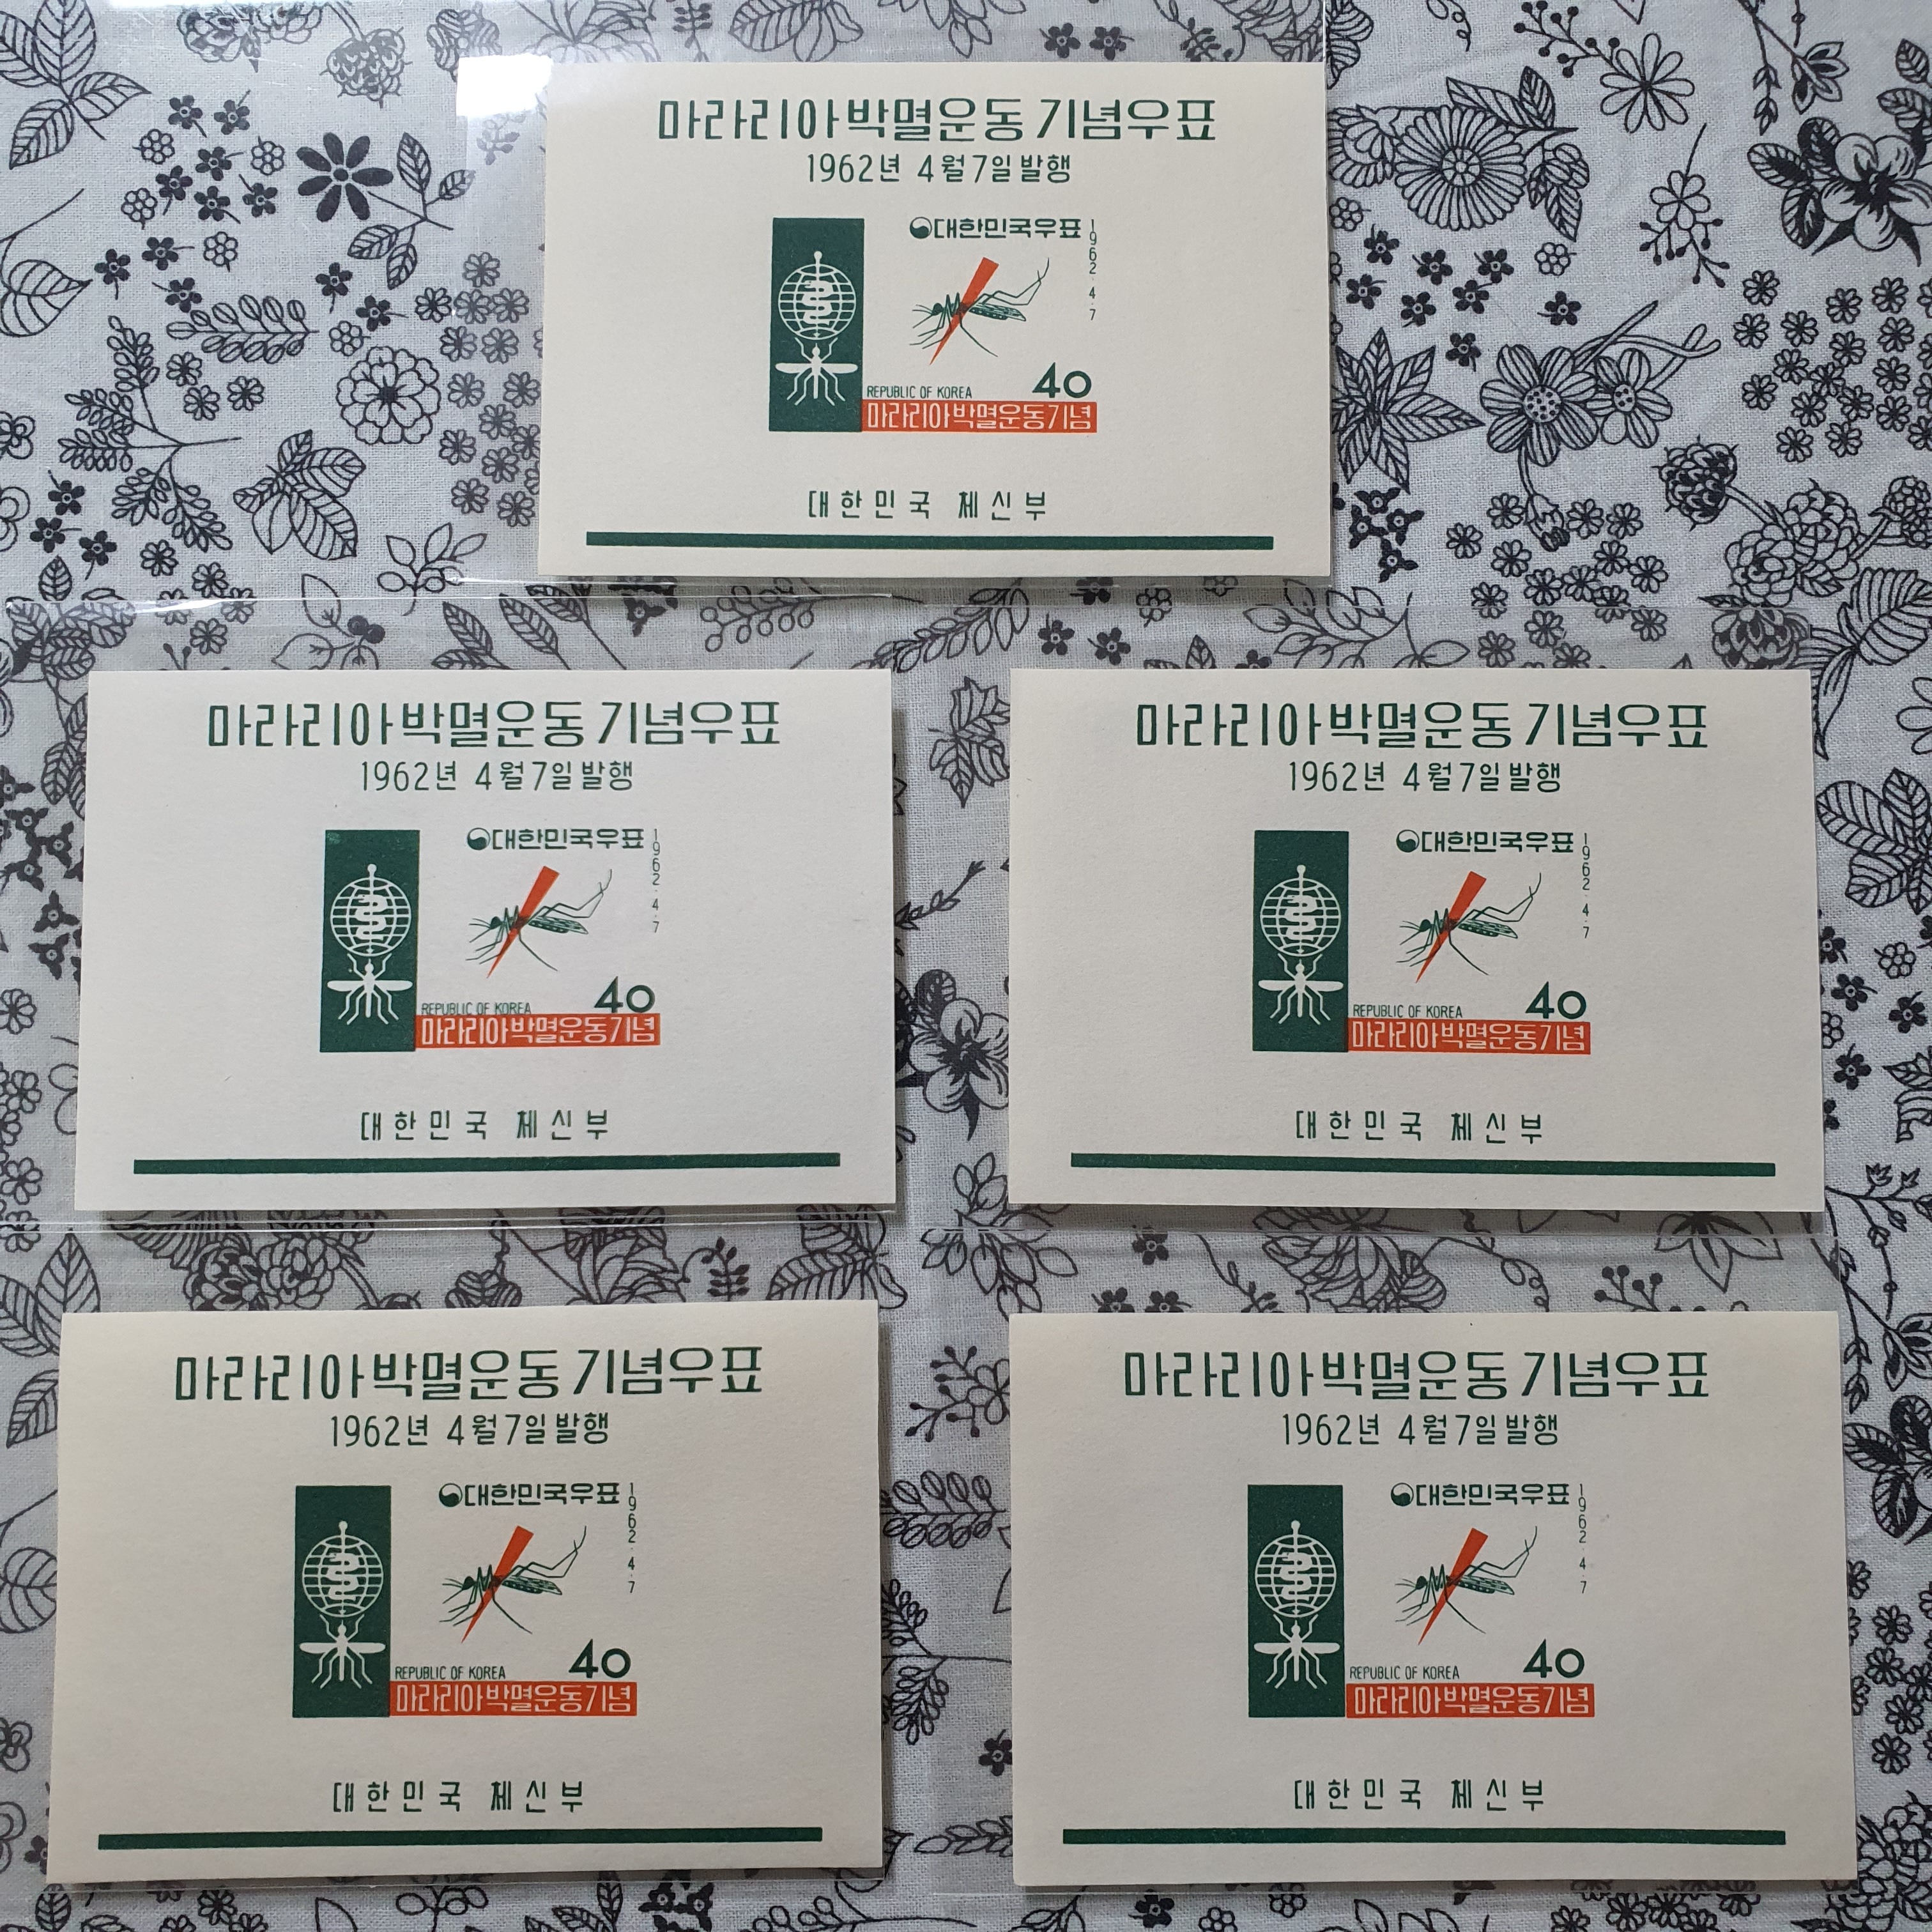 마라리아박멸운동 기념우표
1962년 4월7일발행
대한민국우표
1962.4.7
40
REPUBLIC OF KOREA
마라리아박멸운동기념
대한민국 체신부
마라리아박멸운동 기념우표
1962년 4월7일발행
대한민국우표
1962.4.7
40
REPUBLIC OF KOREA
마라리아박멸운동기념
대한민국 체신부
마라리아박멸운동 기념우표
1962년 4월7일발행
대한민국우표
1962.4.7
40
REPUBLIC OF KOREA
마라리아박멸운동기념
대한민국 체신부
마라리아박멸운동 기념우표
1962년 4월7일발행
대한민국우표
1962.4.7
40
REPUBLIC OF KOREA
마라리아박멸운동기념
대한민국 체신부
마라리아박멸운동 기념우표
1962년 4월7일발행
대한민국우표
1962.4.7
40
REPUBLIC OF KOREA
마라리아박멸운동기념
대한민국 체신부